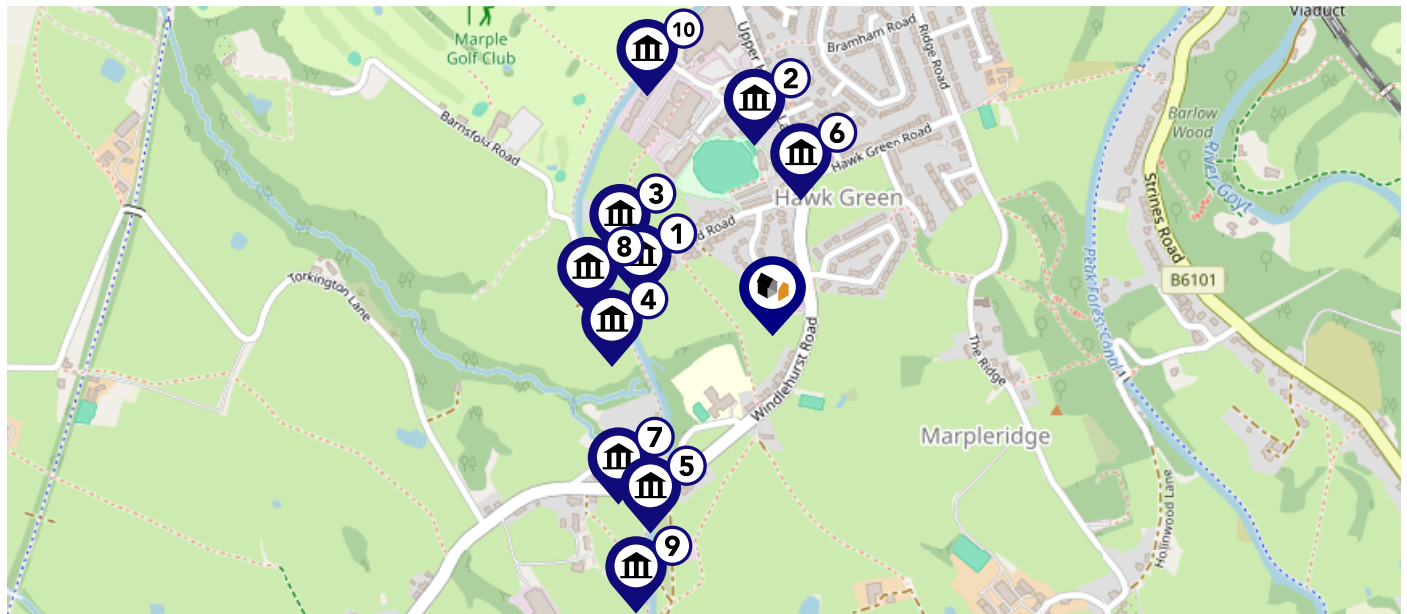 Viaduct
10
Marple
Golf Club
Upper H
Bramham Road
Ridge Road
2
6
Barnsfold Road
Hawk Green Road
Barlow
Wood
River Goyt
Strines Road
3
Hawk Green
1
d Road
8
B6101
Peak Forest Canal
4
Torkington Lane
Windlehurst Road
The Ridge
7
Marpleridge
5
Hollinwood Lane
9